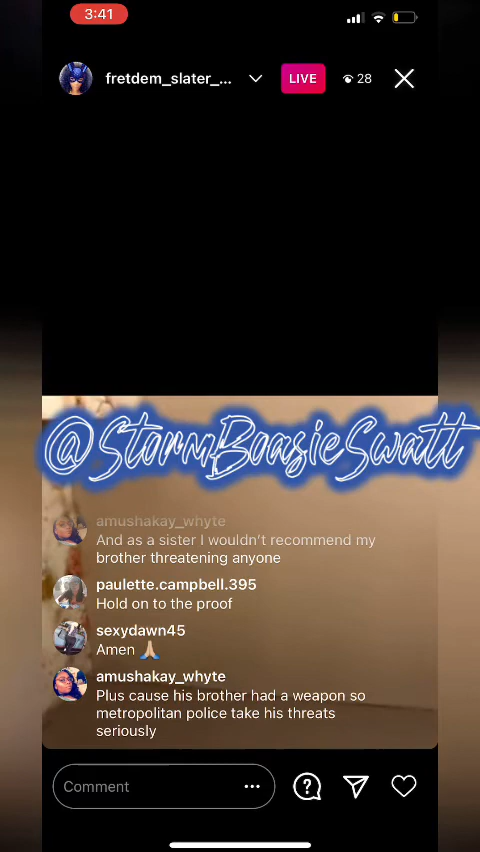 3:41
fretdem_slater_...
LIVE
28
@StormBoasieSwatt
amushakay_whyte
And as a sister I wouldn't recommend my
brother threatening anyone
paulette.campbell.395
Hold on to the proof
sexydawn45
Amen 🙏🏼
amushakay_whyte
Plus cause his brother had a weapon so
metropolitan police take his threats
seriously
Comment